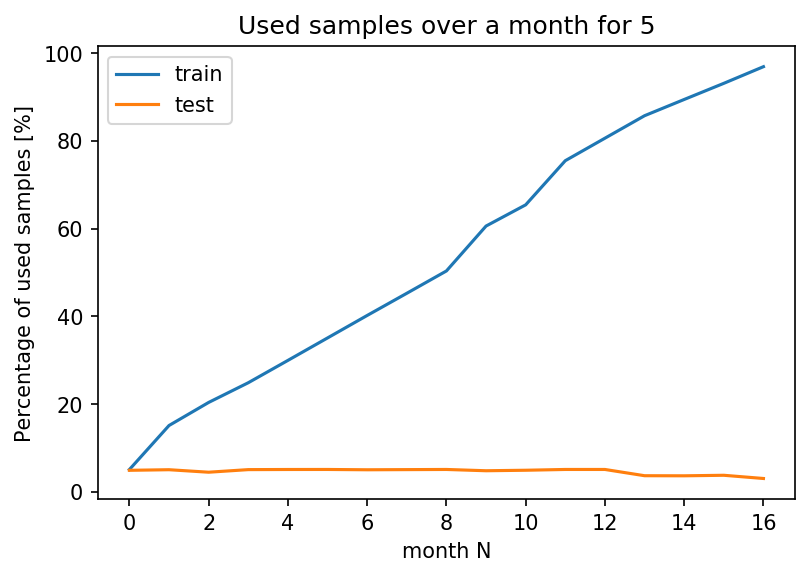 Used samples over a month for 5
train
test
Percentage of used samples [%]
100
80
60
40
20
0
0 2 4 6 8 10 12 14 16
month N